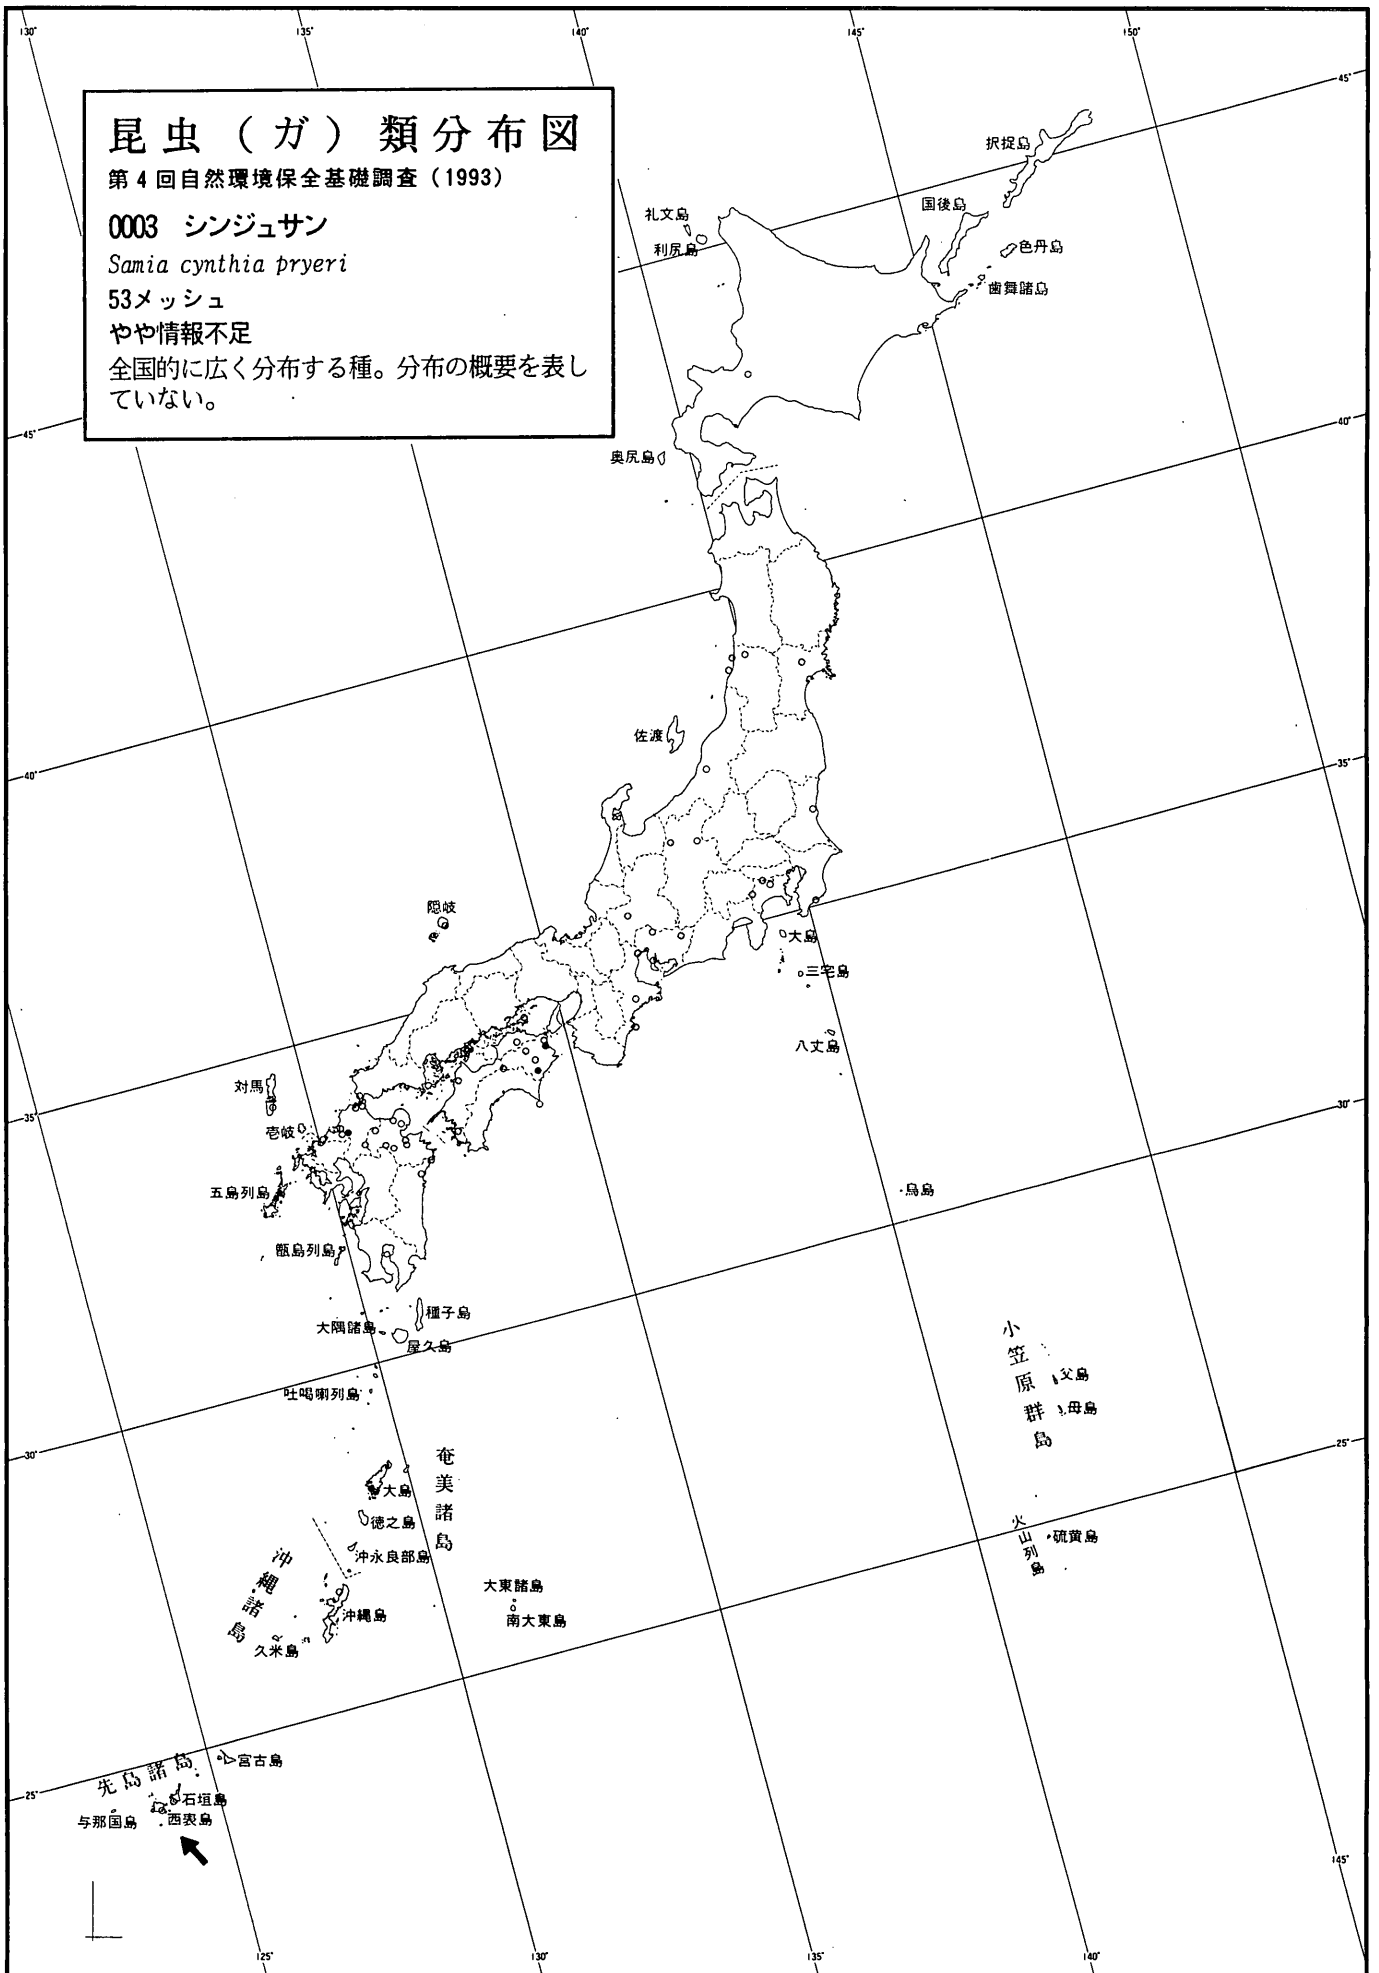 130°
135°
140°
145°
150°
昆虫（ガ）類分布図
第4回自然環境保全基礎調査（1993）
0003　シンジュサン
Samia cynthia pryeri
53メッシュ
やや情報不足
全国的に広く分布する種。分布の概要を表し
ていない。
45°
択捉島
国後島
色丹島
歯舞諸島
礼文島
利尻島
奥尻島
45°
40°
佐渡
40°
35°
隠岐
大島
三宅島
八丈島
対馬
壱岐
35°
30°
五島列島
鳥島
甑島列島
種子島
大隅諸島
屋久島
吐噶喇列島
小笠原群島
父島
母島
30°
25°
奄美諸島
大島
徳之島
沖永良部島
火山列島
硫黄島
沖縄諸島
沖縄島
久米島
大東諸島
南大東島
先島諸島
宮古島
石垣島
西表島
与那国島
25°
145°
125°
130°
135°
140°